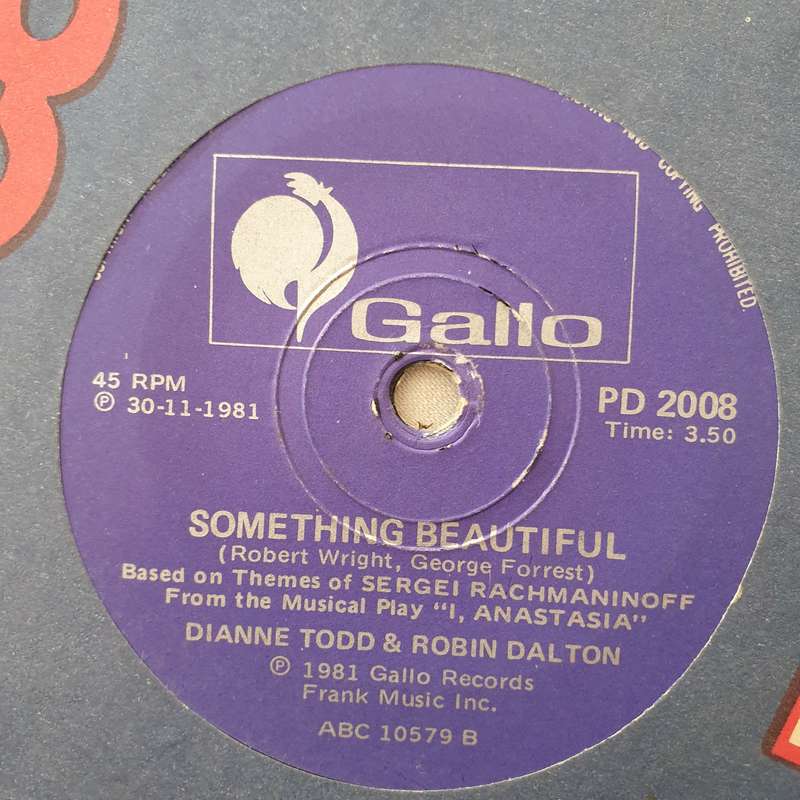 AND COPYING PROHIBITED.
Gallo
45 RPM
℗ 30-11-1981
PD 2008
Time: 3.50
SOMETHING BEAUTIFUL
(Robert Wright, George Forrest)
Based on Themes of SERGEI RACHMANINOFF
From the Musical Play "I, ANASTASIA"
DIANNE TODD & ROBIN DALTON
℗ 1981 Gallo Records
Frank Music Inc.
ABC 10579 B